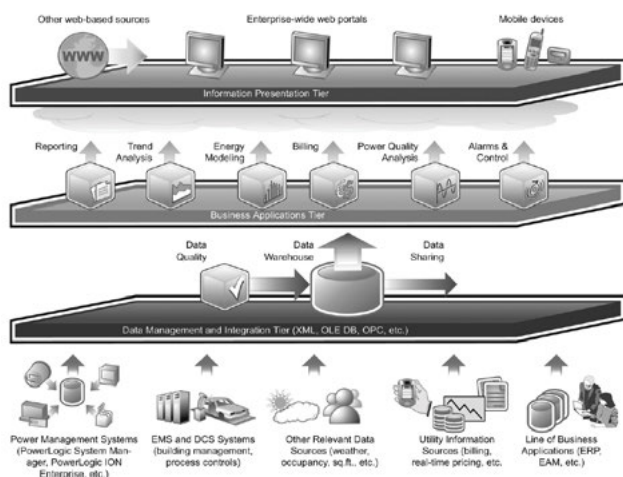 Other web-based sources
Enterprise-wide web portals
Mobile devices
WWW
Information Presentation Tier
Reporting
Trend
Analysis
Energy
Modeling
Billing
Power Quality
Analysis
Alarms &
Control
Business Applications Tier
Data
Quality
Data
Warehouse
Data
Sharing
Data Management and Integration Tier (XML, OLE DB, OPC, etc.)
Power Management Systems
(PowerLogic System Man-
ager, PowerLogic ION
Enterprise, etc.)
EMS and DCS Systems
(building management,
process controls)
Other Relevant Data
Sources (weather,
occupancy, sq.ft., etc.)
Utility Information
Sources (billing,
real-time pricing, etc.
Line of Business
Applications (ERP,
EAM, etc.)